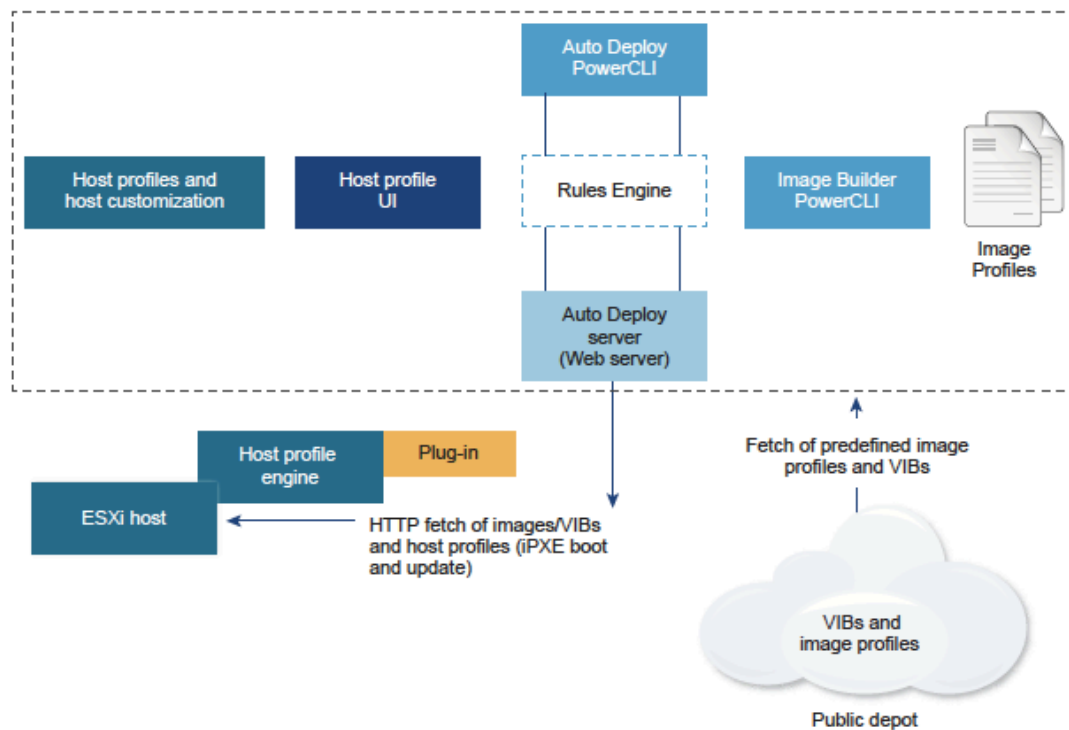 Auto Deploy
PowerCLI
Host profiles and
host customization
Host profile
UI
Rules Engine
Image Builder
PowerCLI
Image
Profiles
Auto Deploy
server
(Web server)
Host profile
engine
Plug-in
ESXi host
HTTP fetch of images/VIBs
and host profiles (iPXE boot
and update)
Fetch of predefined image
profiles and VIBs
VIBs and
image profiles
Public depot